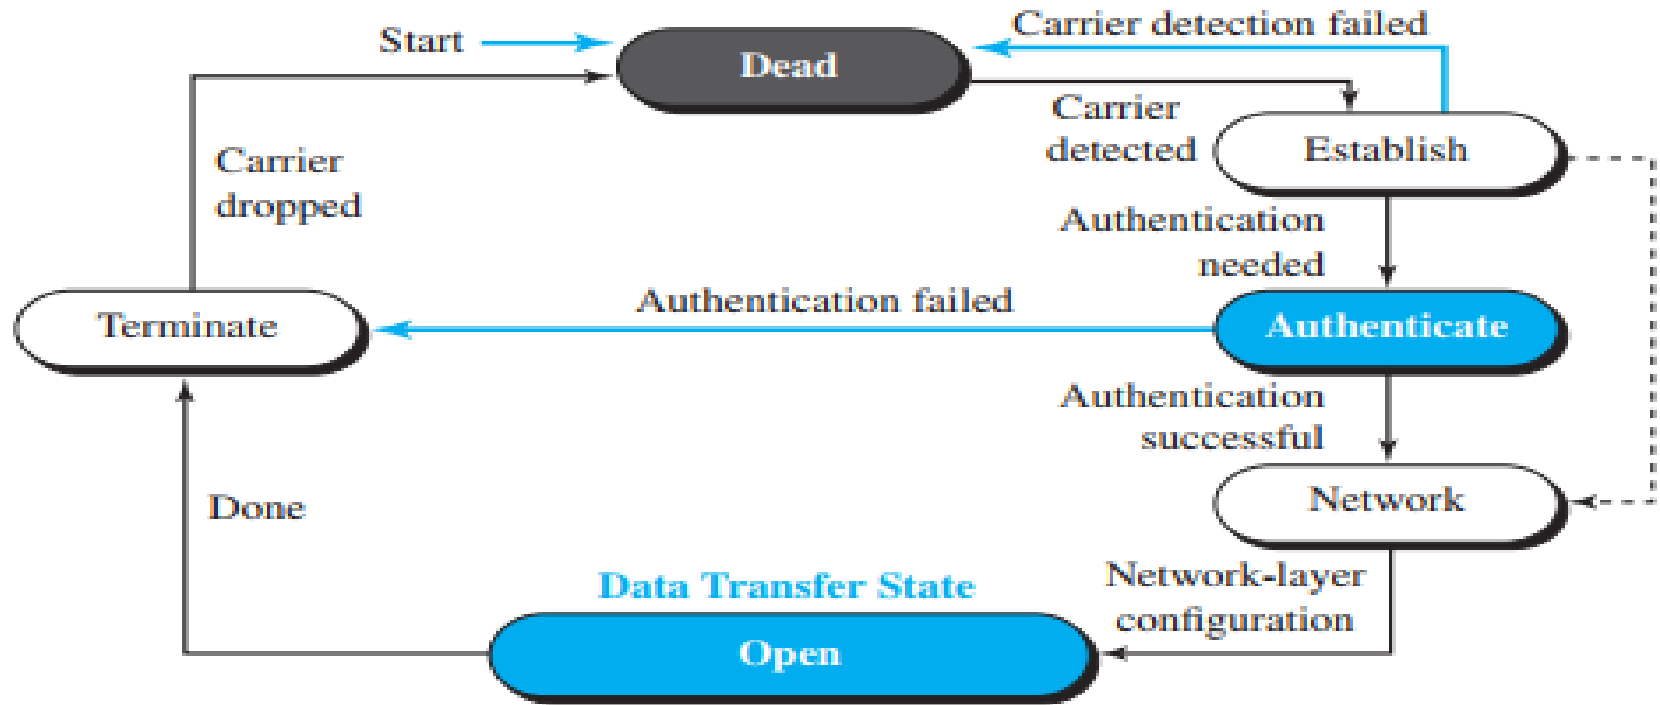 Carrier detection failed
Start
Dead
Carrier
detected
Establish
Carrier
dropped
Authentication
needed
Authentication failed
Terminate
Authenticate
Authentication
successful
Network
Done
Data Transfer State
Network-layer
configuration
Open